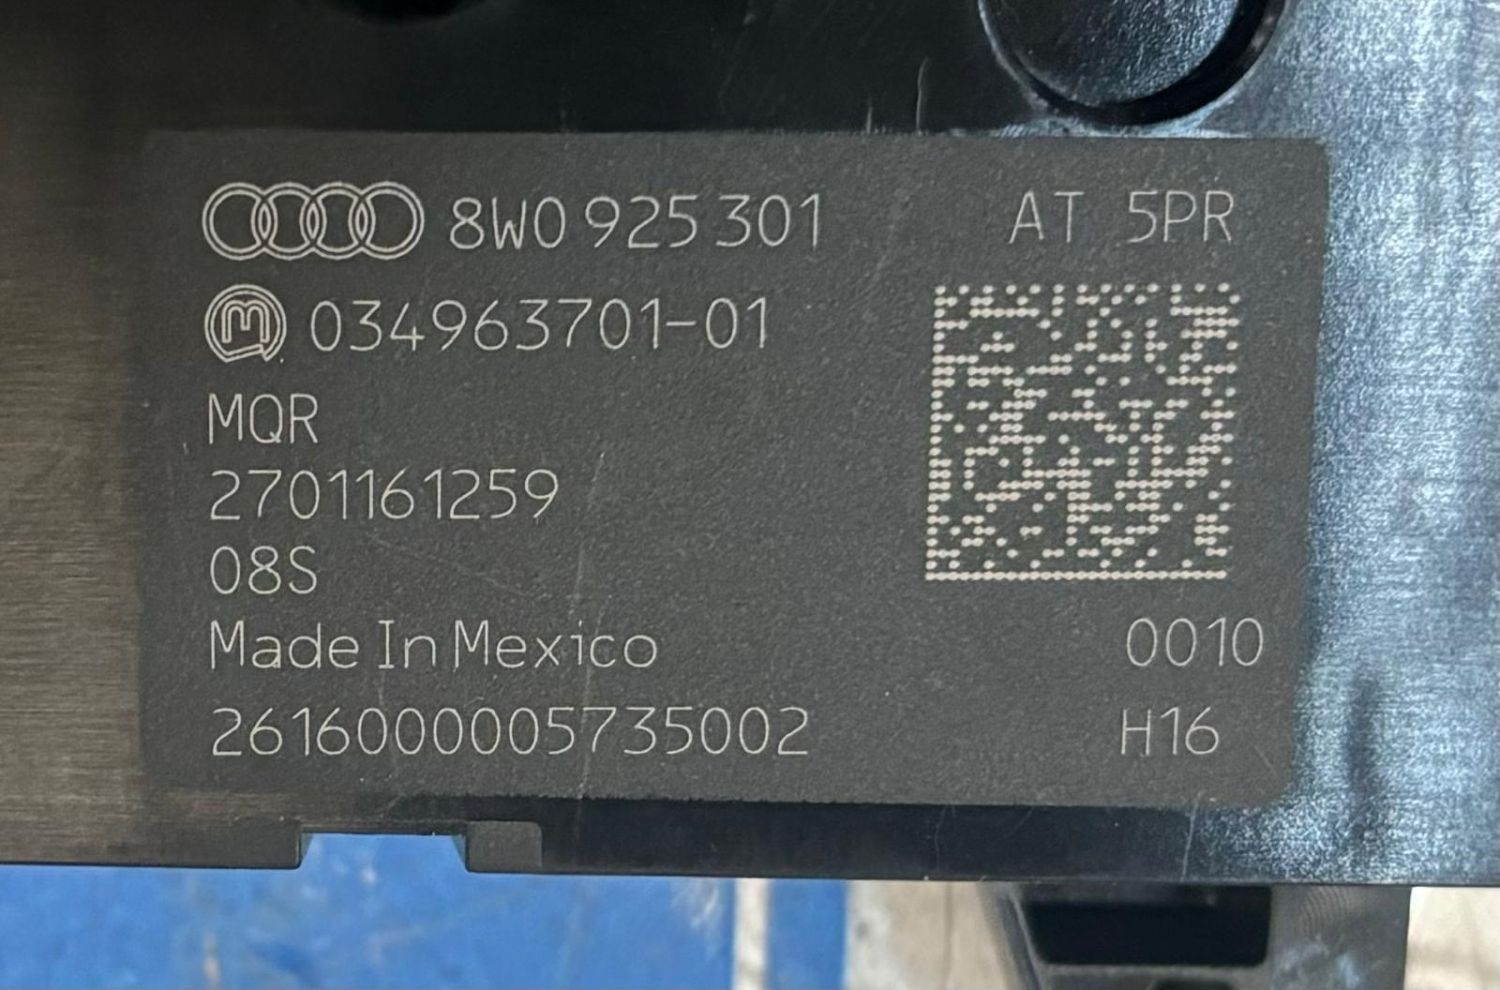 8W0 925 301 AT 5PR
034963701-01
MQR
2701161259
08S
Made In Mexico 0010
2616000005735002 H16